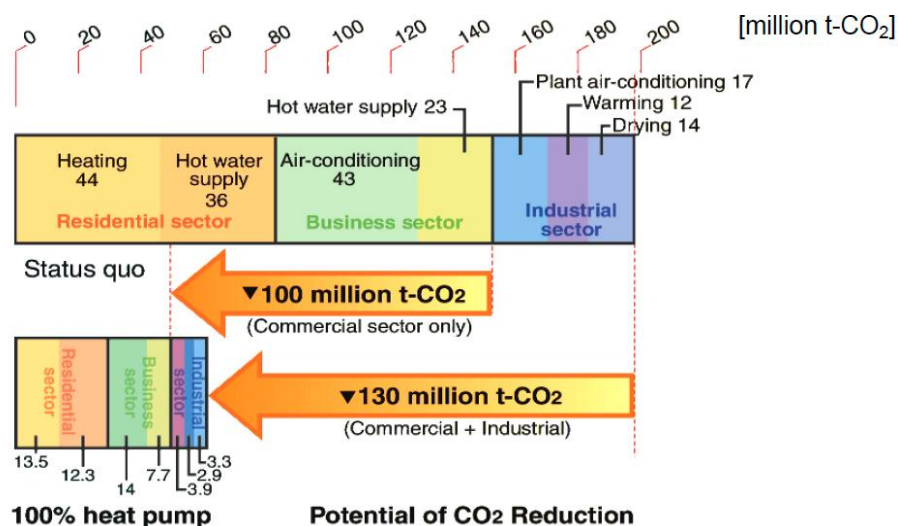 [million t-CO₂]
0 20 40 60 80 100 120 140 160 180 200
Plant air-conditioning 17
Hot water supply 23
Warming 12
Drying 14
Heating
44
Hot water
supply
36
Air-conditioning
43
Residential sector
Business sector
Industrial
sector
Status quo
▼100 million t-CO2
(Commercial sector only)
Residential
sector
Business
sector
Industrial
sector
▼130 million t-CO2
(Commercial + Industrial)
13.5
12.3
14
7.7
3.9
2.9
3.3
100% heat pump
Potential of CO2 Reduction